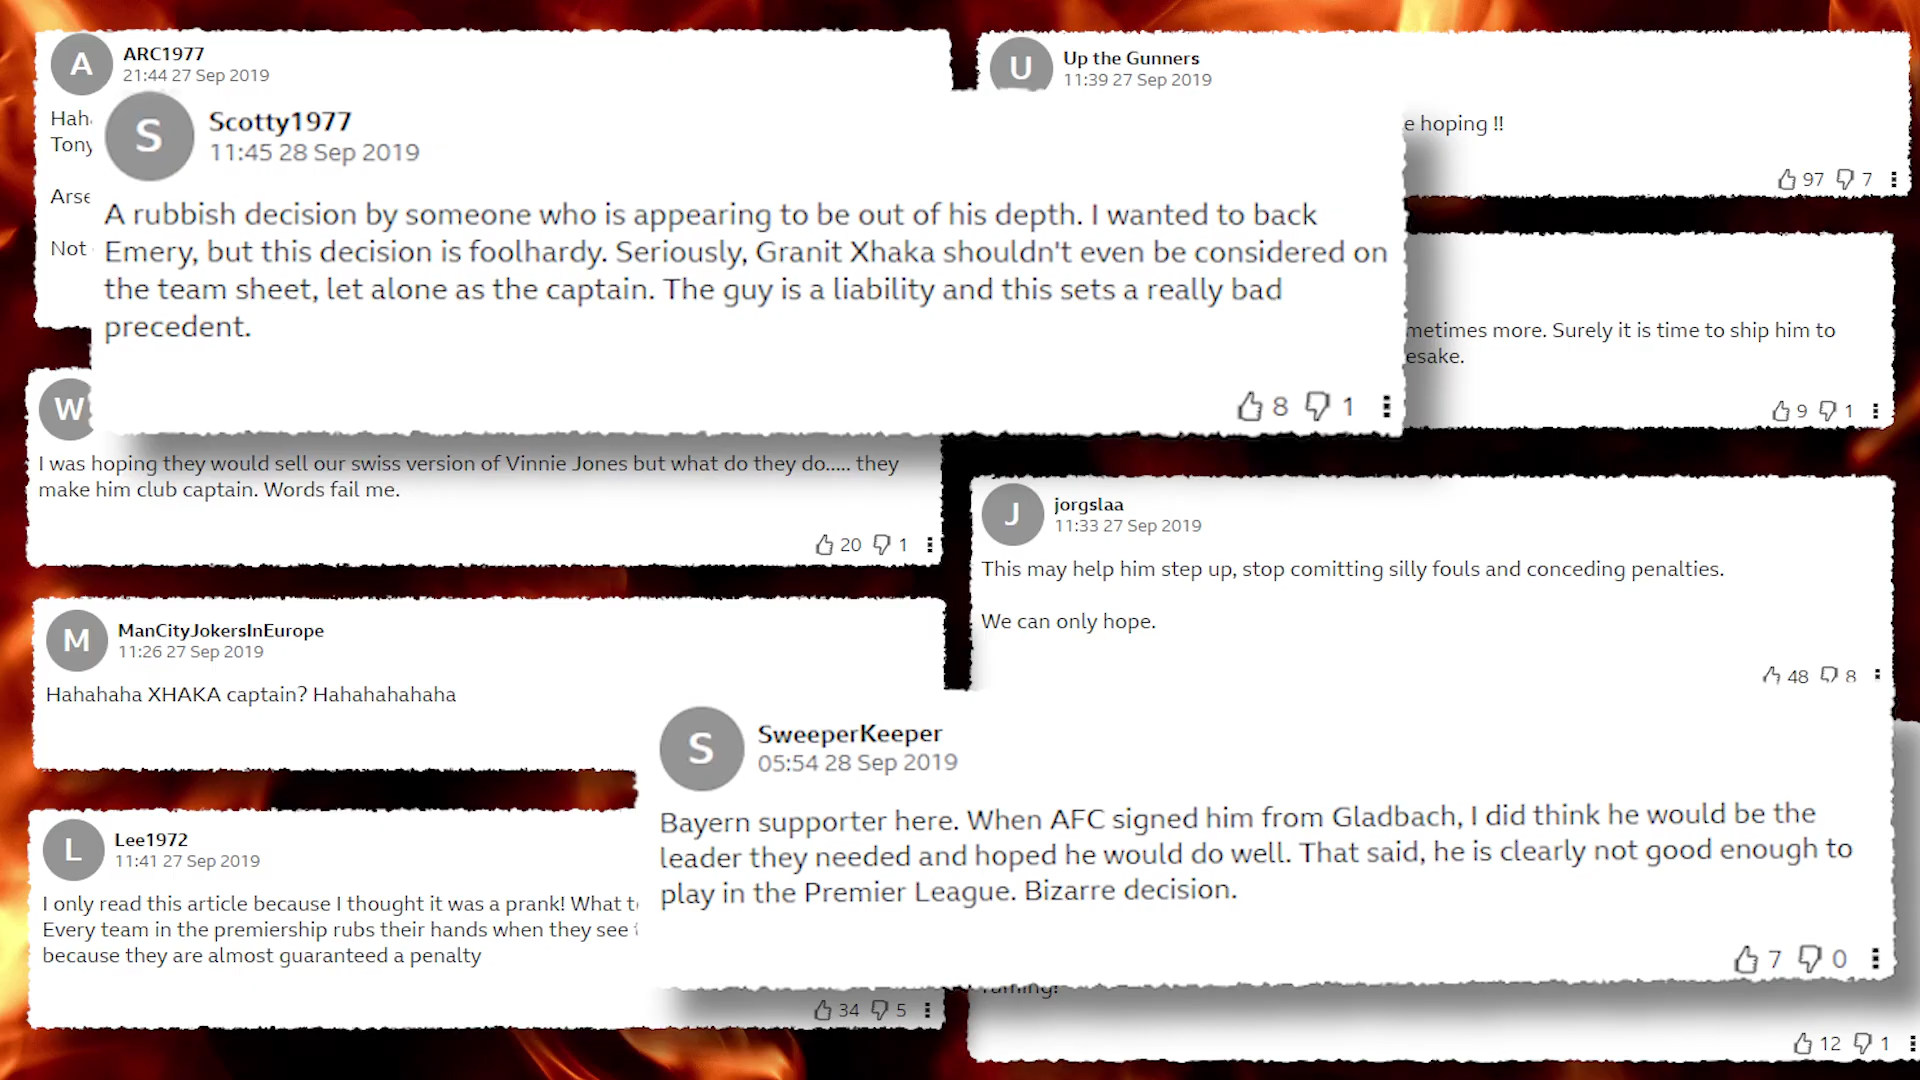 A
ARC1977
21:44 27 Sep 2019
Tony
Not
U
Up the Gunners
11:39 27 Sep 2019
hoping !!
97 7
S
Scotty1977
11:45 28 Sep 2019
A rubbish decision by someone who is appearing to be out of his depth. I wanted to back
Emery, but this decision is foolhardy. Seriously, Granit Xhaka shouldn't even be considered on
the team sheet, let alone as the captain. The guy is a liability and this sets a really bad
precedent.
8 1
more. Surely it is time to ship him to
9 1
W
I was hoping they would sell our swiss version of Vinnie Jones but what do they do..... they
make him club captain. Words fail me.
20 1
J
jorgslaa
11:33 27 Sep 2019
This may help him step up, stop comitting silly fouls and conceding penalties.
We can only hope.
48 8
M
ManCityJokersInEurope
11:26 27 Sep 2019
Hahahaha XHAKA captain? Hahahahahaha
S
SweeperKeeper
05:54 28 Sep 2019
Bayern supporter here. When AFC signed him from Gladbach, I did think he would be the
leader they needed and hoped he would do well. That said, he is clearly not good enough to
play in the Premier League. Bizarre decision.
7 0
L
Lee1972
11:41 27 Sep 2019
I only read this article because I thought it was a prank! What
Every team in the premiership rubs their hands when they see
because they are almost guaranteed a penalty
34 5
12 1